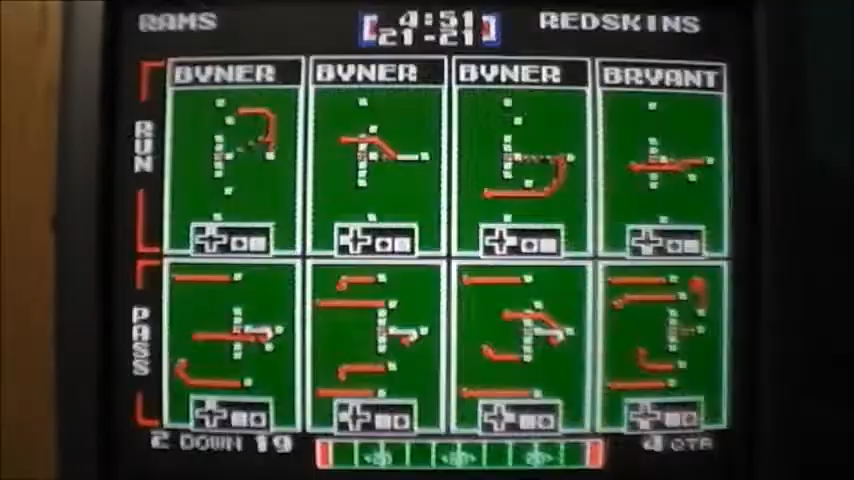 RAMS
4:51
REDSKINS
21-21
BYNER BYNER BYNER BRYANT
RUN
PASS
2 DOWN 19
4 QTR